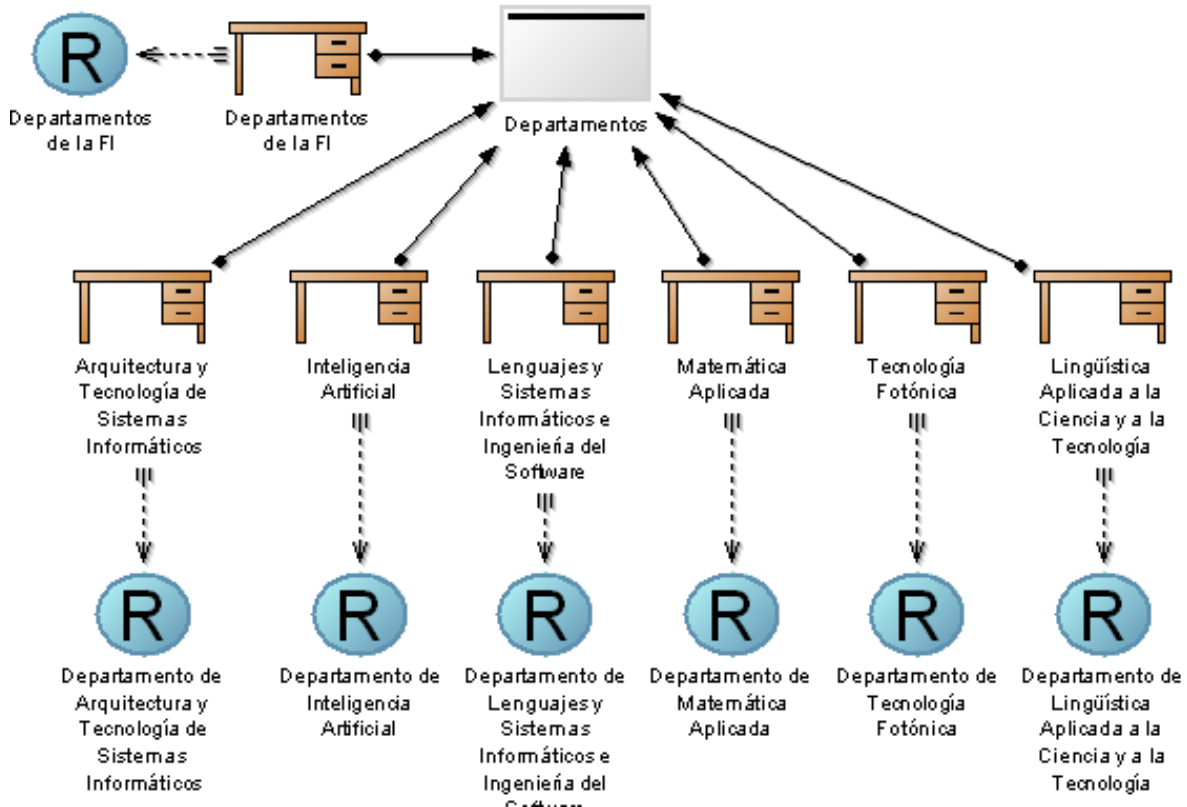 R
Departamentos
de la FI
Departamentos
de la FI
Departamentos
Arquitectura y
Tecnología de
Sistemas
Informáticos
Inteligencia
Artificial
Lenguajes y
Sistemas
Informáticos e
Ingeniería del
Software
Matemática
Aplicada
Tecnología
Fotónica
Lingüística
Aplicada a la
Ciencia y a la
Tecnología
R
Departamento de
Arquitectura y
Tecnología de
Sistemas
Informáticos
R
Departamento de
Inteligencia
Artificial
R
Departamento de
Lenguajes y
Sistemas
Informáticos e
Ingeniería del
Software
R
Departamento de
Matemática
Aplicada
R
Departamento de
Tecnología
Fotónica
R
Departamento de
Lingüística
Aplicada a la
Ciencia y a la
Tecnología